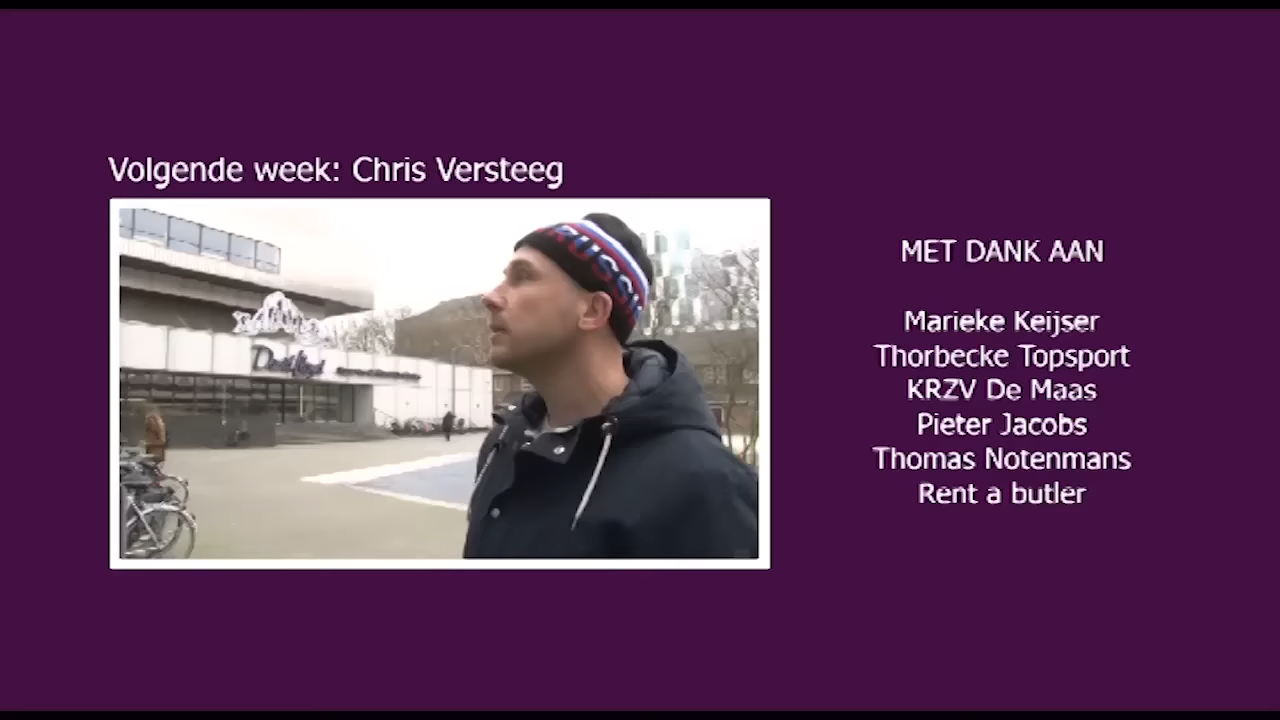 Volgende week: Chris Versteeg
MET DANK AAN
Marieke Keijser
Thorbecke Topsport
KRZV De Maas
Pieter Jacobs
Thomas Notenmans
Rent a butler